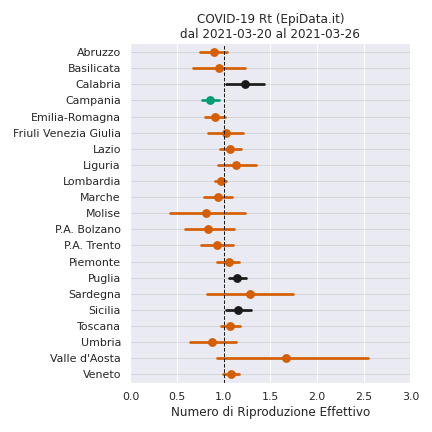 COVID-19 Rt (EpiData.it)
dal 2021-03-20 al 2021-03-26
Abruzzo
Basilicata
Calabria
Campania
Emilia-Romagna
Friuli Venezia Giulia
Lazio
Liguria
Lombardia
Marche
Molise
P.A. Bolzano
P.A. Trento
Piemonte
Puglia
Sardegna
Sicilia
Toscana
Umbria
Valle d'Aosta
Veneto
0.0 0.5 1.0 1.5 2.0 2.5 3.0
Numero di Riproduzione Effettivo